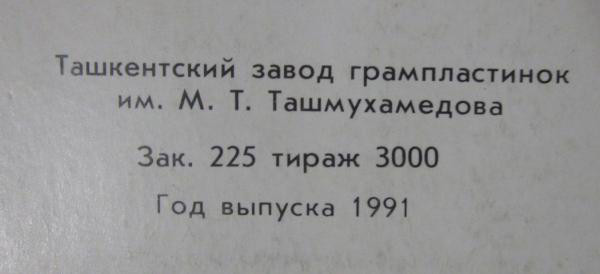 Ташкентский завод грампластинок
им. М. Т. Ташмухамедова
Зак. 225 тираж 3000
Год выпуска 1991